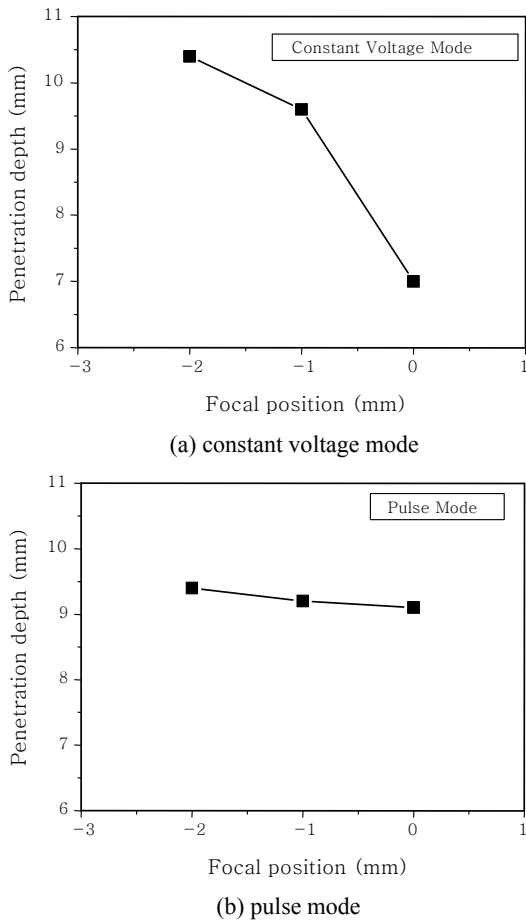 11
10
9
8
7
6
Penetration depth (mm)
Constant Voltage Mode
−3 −2 −1 0 1
Focal position (mm)
(a) constant voltage mode
11
10
9
8
7
6
Penetration depth (mm)
Pulse Mode
−3 −2 −1 0 1
Focal position (mm)
(b) pulse mode